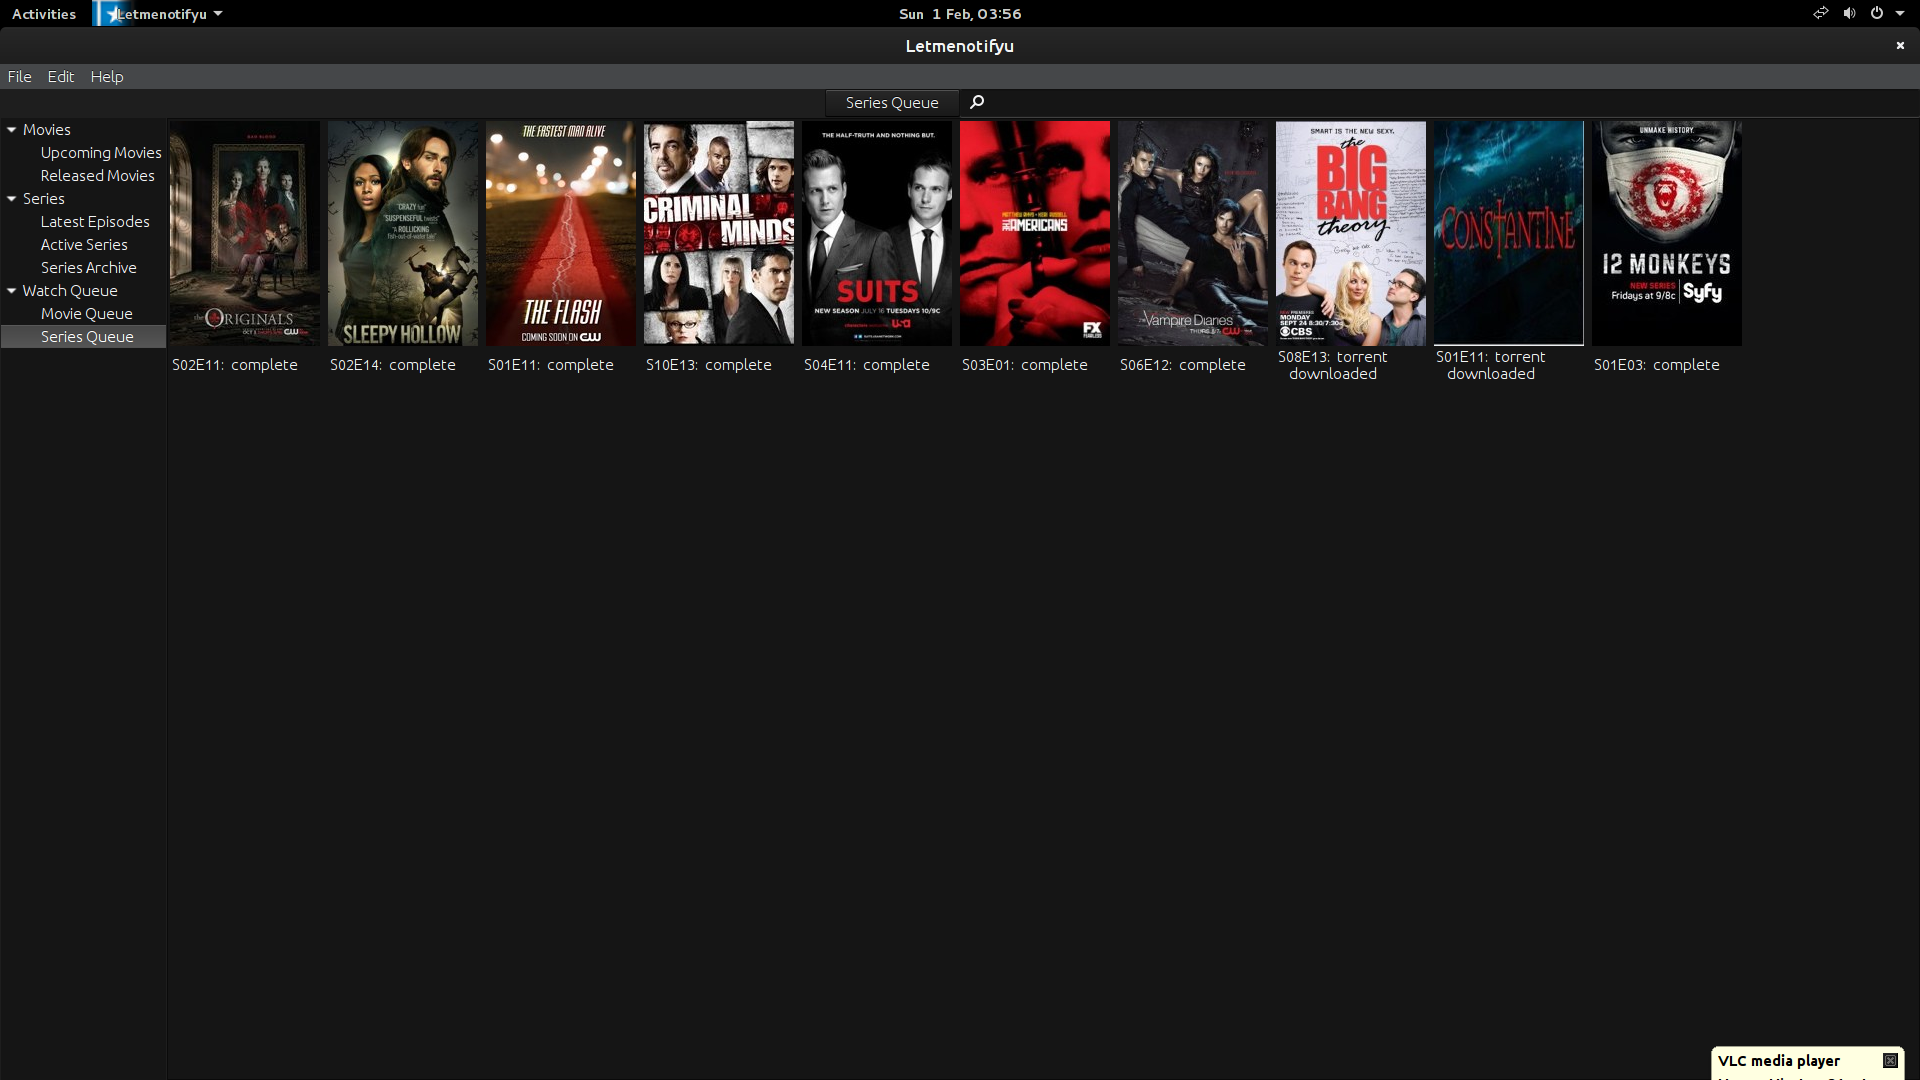 Activities
Letmenotifyu
Sun 1 Feb, 03:56
Letmenotifyu
File Edit Help
Series Queue
Movies
Upcoming Movies
Released Movies
Series
Latest Episodes
Active Series
Series Archive
Watch Queue
Movie Queue
Series Queue
the ORIGINALS
CW
S02E11: complete
"CRAZY fun"
"SUSPENSEFUL twists"
"A ROLLICKING
fish-out-of-water tale"
SLEEPY HOLLOW
S02E14: complete
THE FASTEST MAN ALIVE
THE FLASH
COMING SOON ON CW
S01E11: complete
CRIMINAL
MINDS
S10E13: complete
THE HALF-TRUTH AND NOTHING BUT.
SUITS
NEW SEASON JULY 16 TUESDAYS 10/9C
USA
S04E11: complete
MATTHEW RHYS KERI RUSSELL
THE AMERICANS
FX
FEARLESS
S03E01: complete
THE Vampire Diaries
CW
S06E12: complete
SMART IS THE NEW SEXY.
the
BIG
BANG
theory
MONDAY
SEPT 24 8:30/7:30c
CBS
S08E13: torrent
downloaded
CONSTANTINE
S01E11: torrent
downloaded
UNMAKE HISTORY.
12 MONKEYS
NEW SERIES
Fridays at 9/8c
Syfy
S01E03: complete
VLC media player